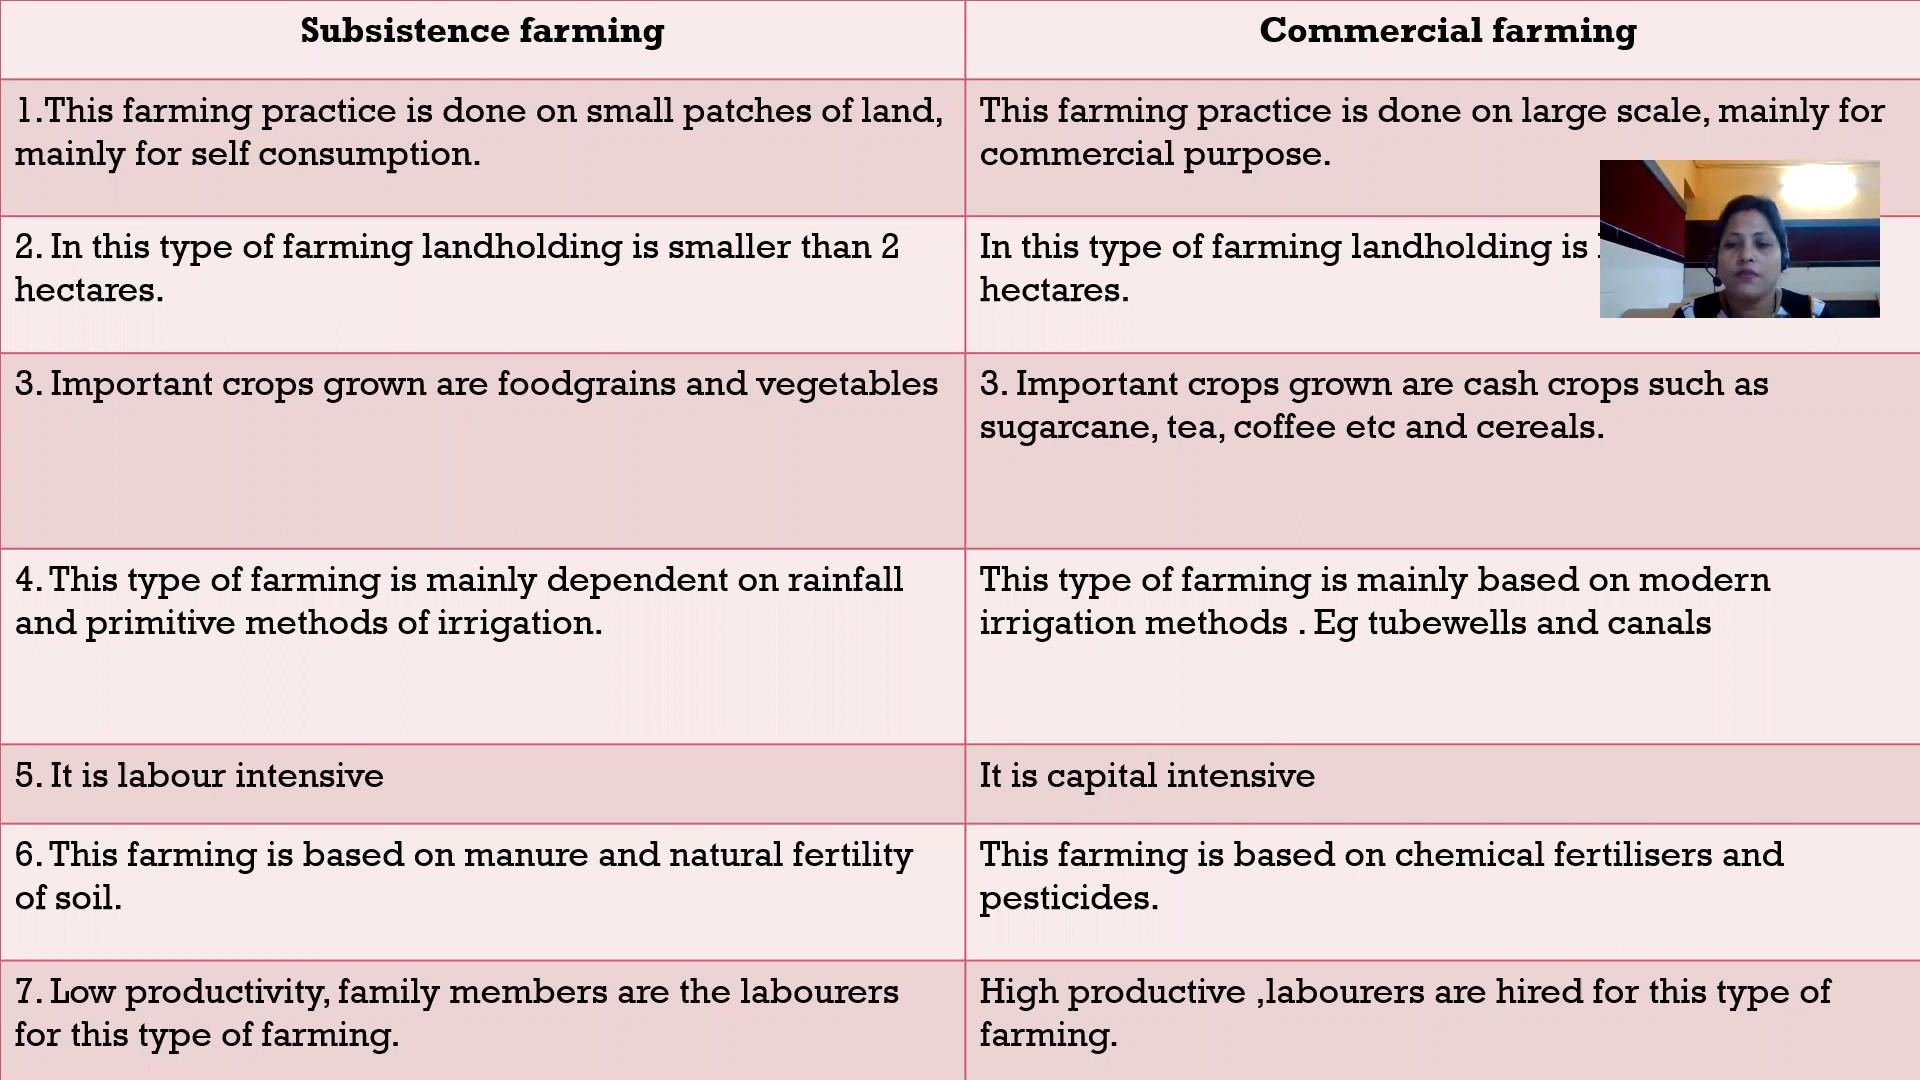 Subsistence farming
Commercial farming
1.This farming practice is done on small patches of land,
mainly for self consumption.
This farming practice is done on large scale, mainly for
commercial purpose.
2. In this type of farming landholding is smaller than 2
hectares.
In this type of farming landholding is
hectares.
3. Important crops grown are foodgrains and vegetables
3. Important crops grown are cash crops such as
sugarcane, tea, coffee etc and cereals.
4. This type of farming is mainly dependent on rainfall
and primitive methods of irrigation.
This type of farming is mainly based on modern
irrigation methods . Eg tubewells and canals
5. It is labour intensive
It is capital intensive
6. This farming is based on manure and natural fertility
of soil.
This farming is based on chemical fertilisers and
pesticides.
7. Low productivity, family members are the labourers
for this type of farming.
High productive ,labourers are hired for this type of
farming.